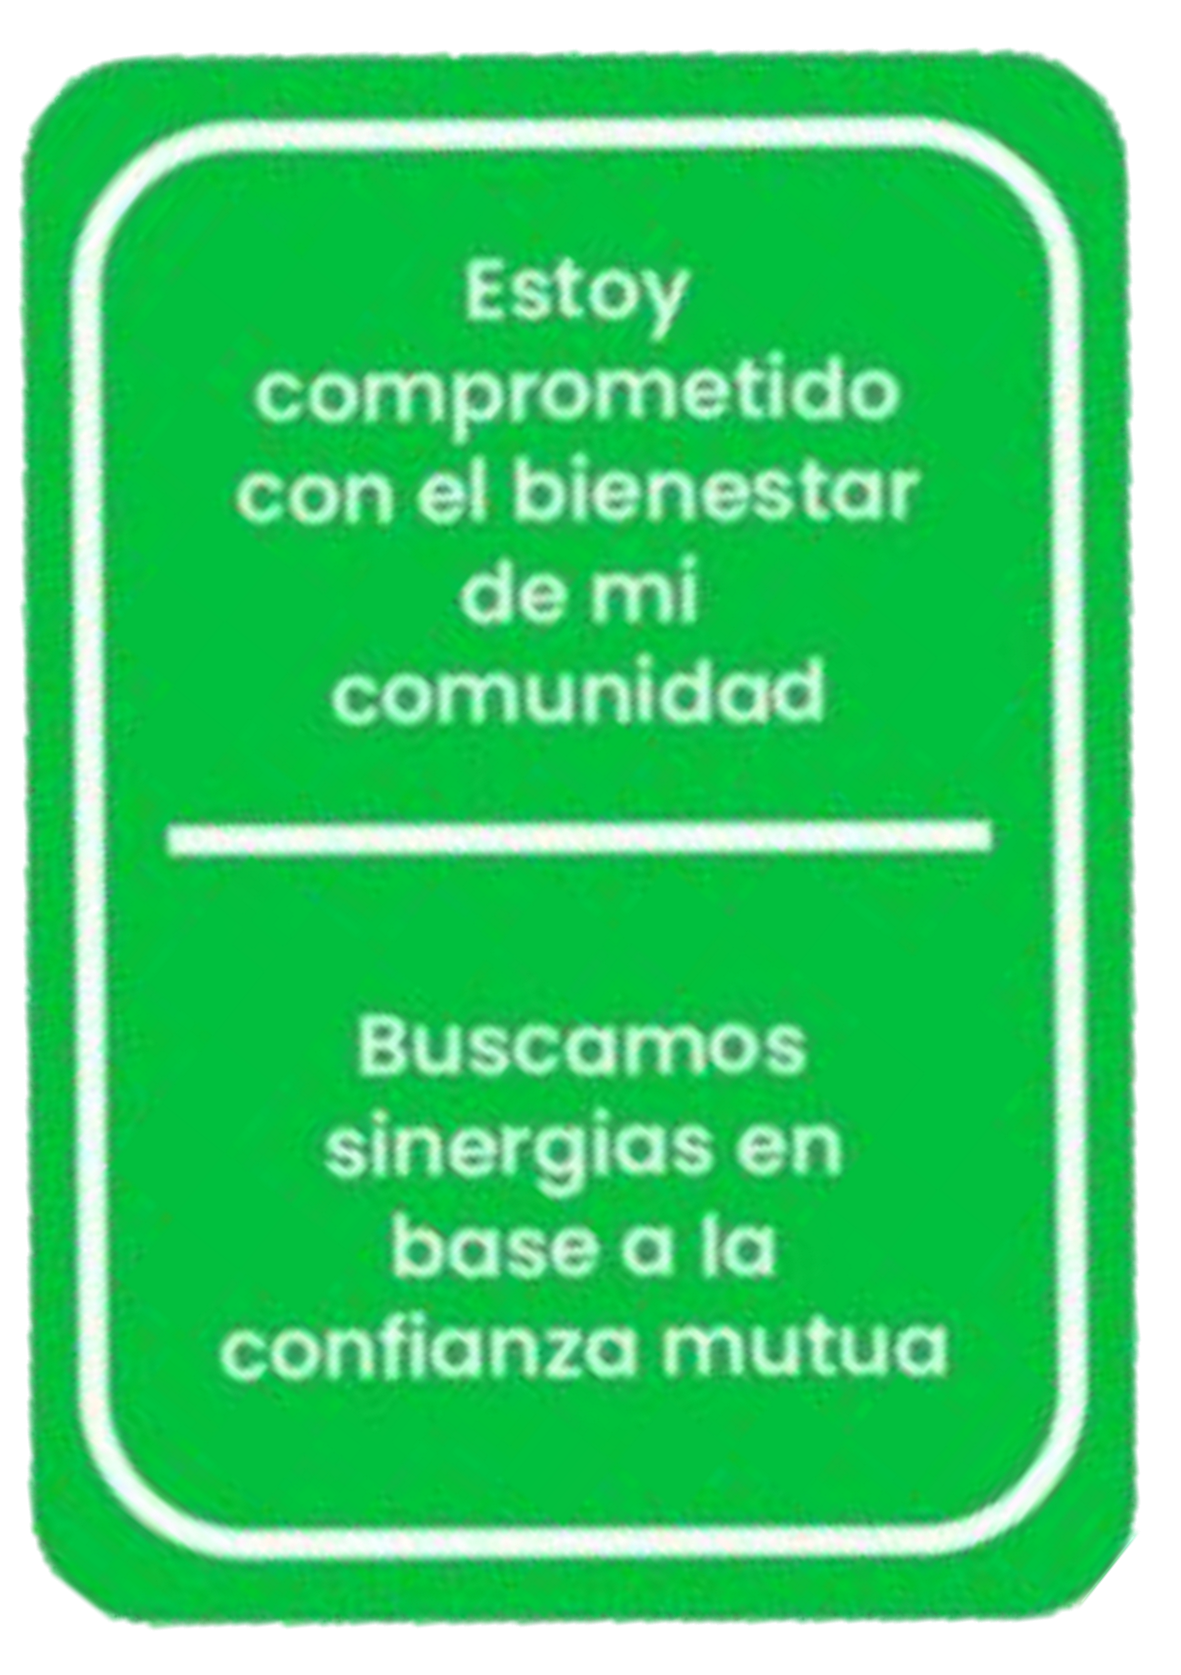 Estoy
comprometido
con el bienestar
de mi
comunidad
Buscamos
sinergias en
base a la
confianza mutua